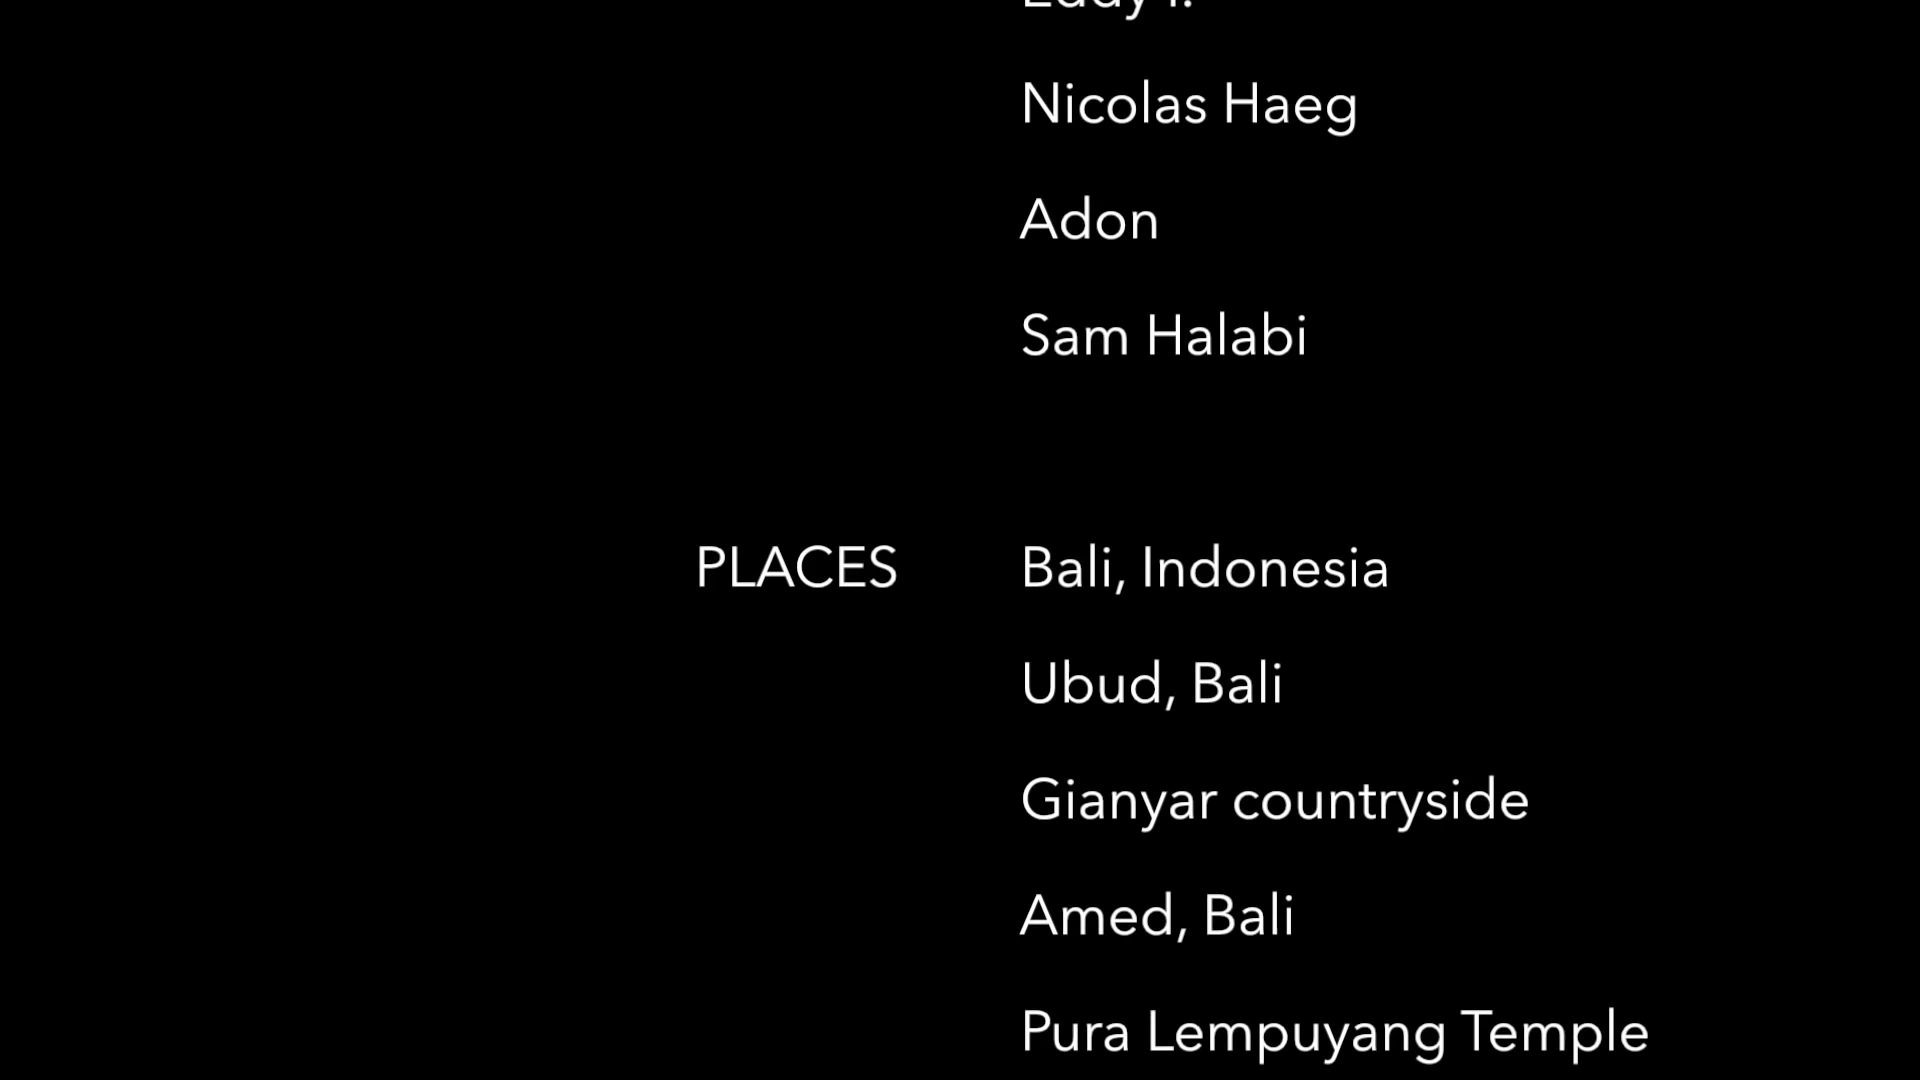 Nicolas Haeg
Adon
Sam Halabi
PLACES Bali, Indonesia
Ubud, Bali
Gianyar countryside
Amed, Bali
Pura Lempuyang Temple